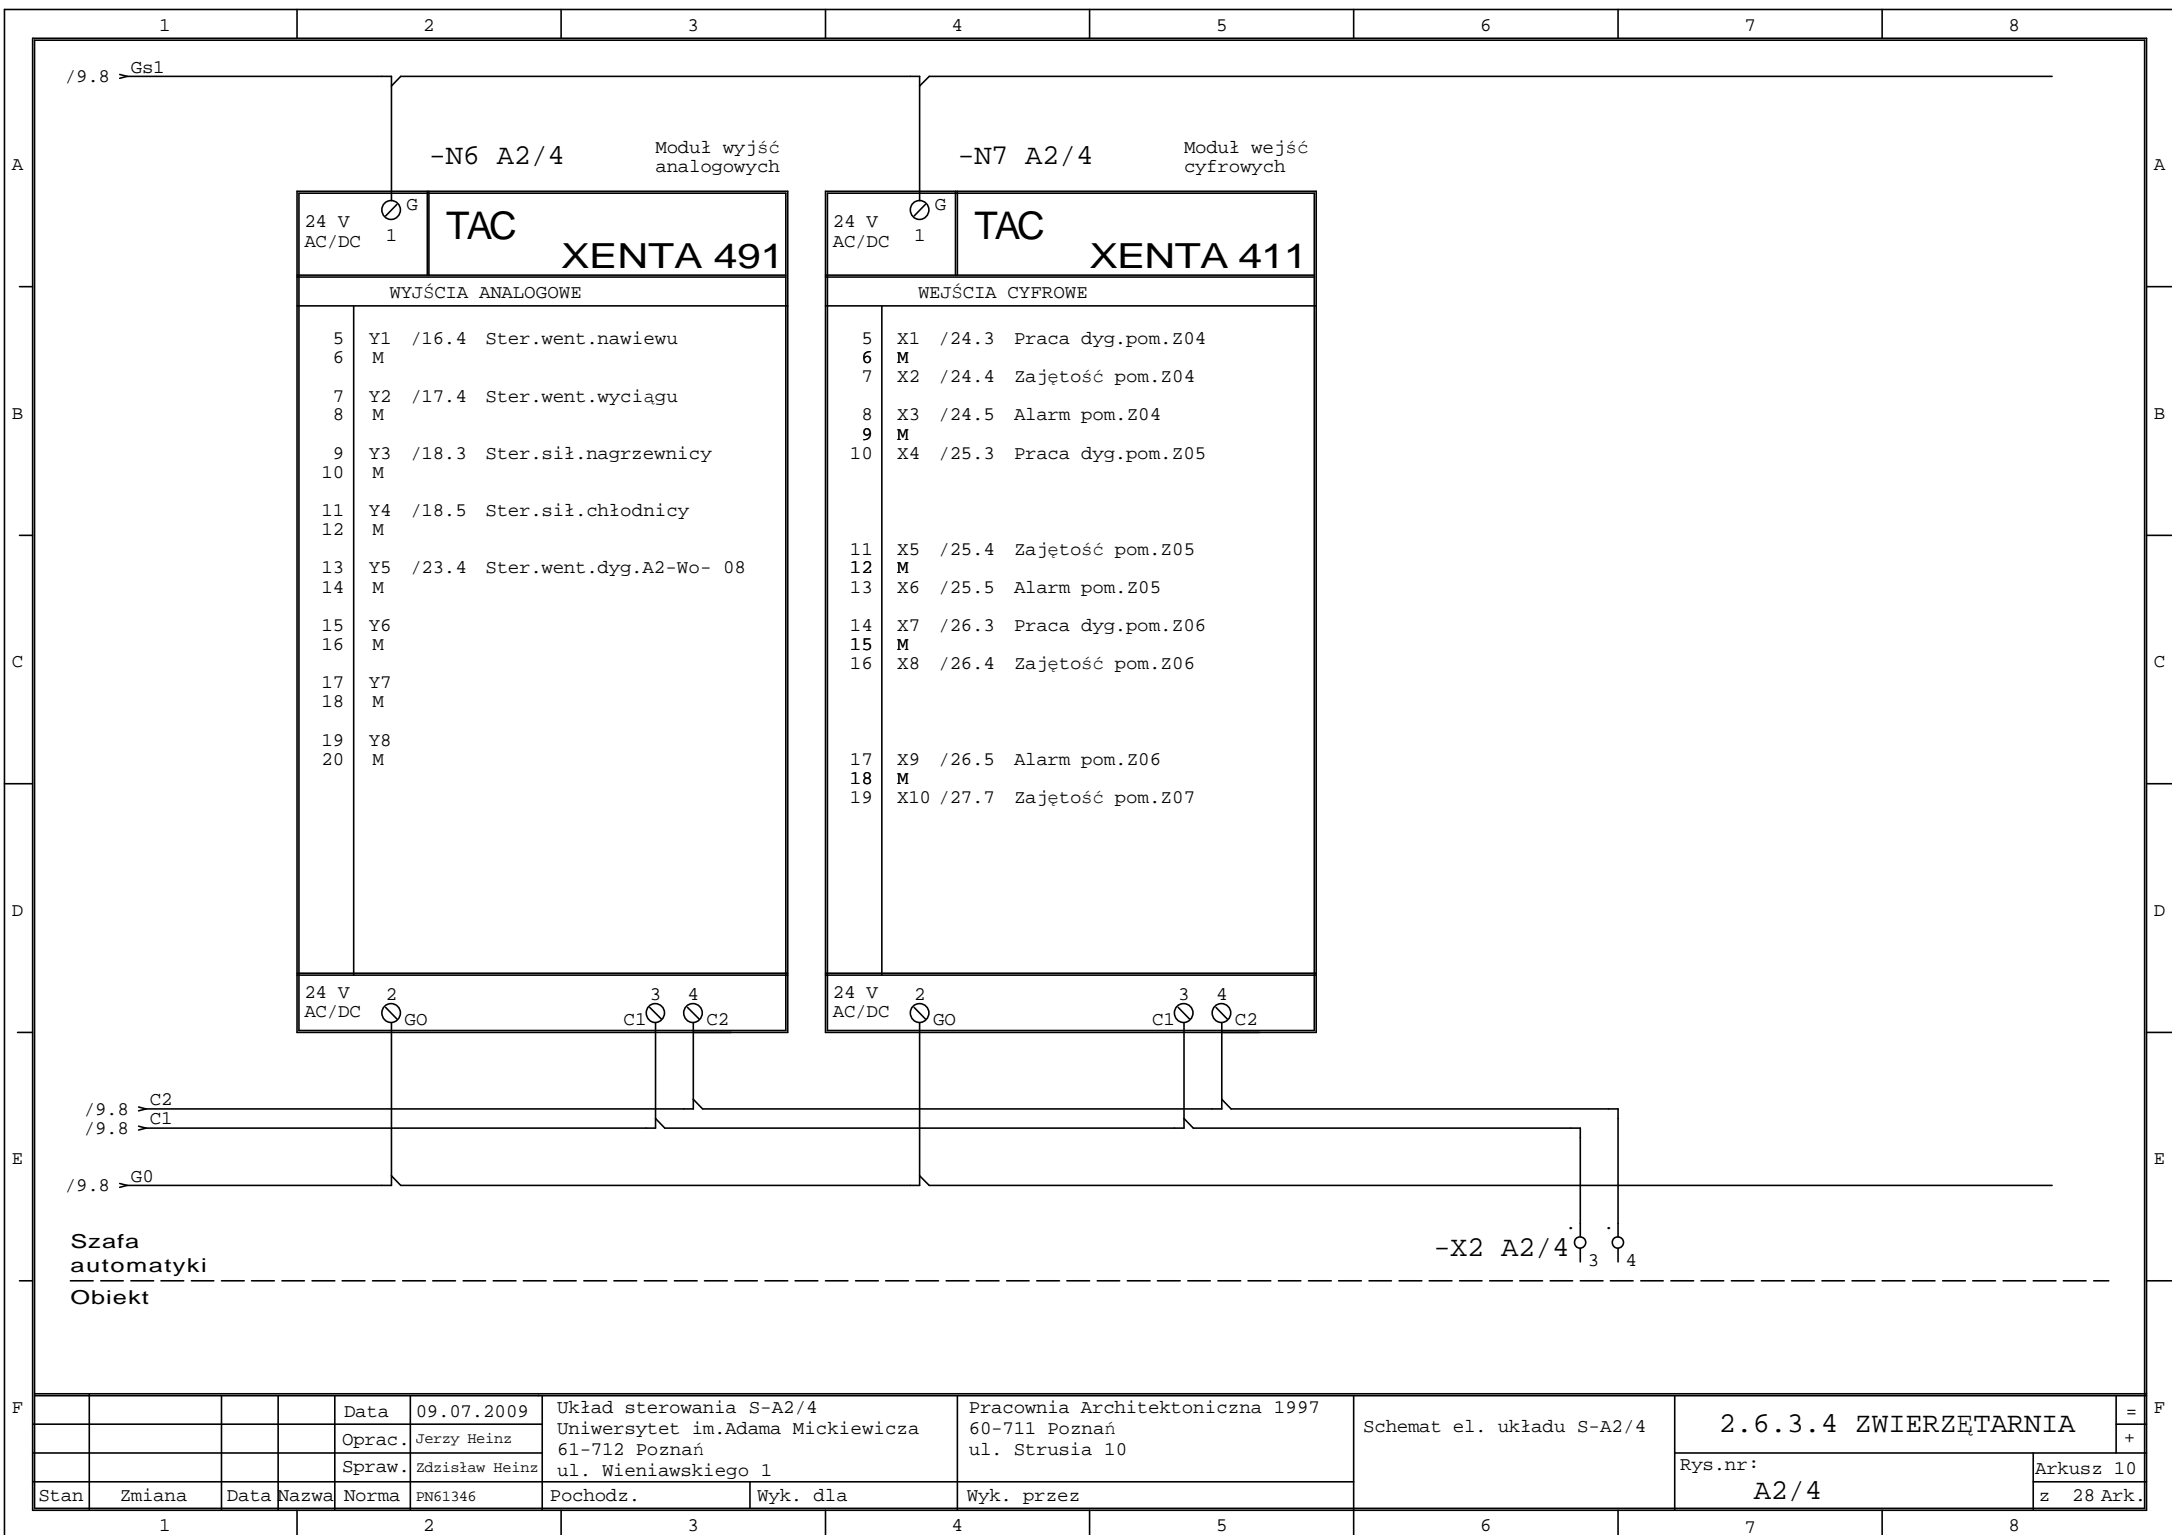 1 2 3 4 5 6 7 8
/9.8 Gs1
-N6 A2/4
Moduł wyjść
analogowych
-N7 A2/4
Moduł wejść
cyfrowych
A A
24 V
AC/DC
G
1
TAC
XENTA 491
24 V
AC/DC
G
1
TAC
XENTA 411
WYJŚCIA ANALOGOWE
5 Y1 /16.4 Ster.went.nawiewu
6 M
7 Y2 /17.4 Ster.went.wyciągu
8 M
9 Y3 /18.3 Ster.sił.nagrzewnicy
10 M
11 Y4 /18.5 Ster.sił.chłodnicy
12 M
13 Y5 /23.4 Ster.went.dyg.A2-Wo- 08
14 M
15 Y6
16 M
17 Y7
18 M
19 Y8
20 M
WEJŚCIA CYFROWE
5 X1 /24.3 Praca dyg.pom.Z04
6 M
7 X2 /24.4 Zajętość pom.Z04
8 X3 /24.5 Alarm pom.Z04
9 M
10 X4 /25.3 Praca dyg.pom.Z05
11 X5 /25.4 Zajętość pom.Z05
12 M
13 X6 /25.5 Alarm pom.Z05
14 X7 /26.3 Praca dyg.pom.Z06
15 M
16 X8 /26.4 Zajętość pom.Z06
17 X9 /26.5 Alarm pom.Z06
18 M
19 X10 /27.7 Zajętość pom.Z07
B B
C C
D D
24 V
AC/DC
2
GO
3
C1
4
C2
24 V
AC/DC
2
GO
3
C1
4
C2
/9.8 C2
/9.8 C1
E E
/9.8 G0
Szafa
automatyki
-X2 A2/4 3 4
Obiekt
F F
Data 09.07.2009
Oprac. Jerzy Heinz
Spraw. Zdzisław Heinz
Stan Zmiana Data Nazwa Norma PN61346
Układ sterowania S-A2/4
Uniwersytet im.Adama Mickiewicza
61-712 Poznań
ul. Wieniawskiego 1
Pochodz. Wyk. dla
Pracownia Architektoniczna 1997
60-711 Poznań
ul. Strusia 10
Wyk. przez
Schemat el. układu S-A2/4
2.6.3.4 ZWIERZĘTARNIA
=
+
Rys.nr:
A2/4
Arkusz 10
z 28 Ark.
1 2 3 4 5 6 7 8